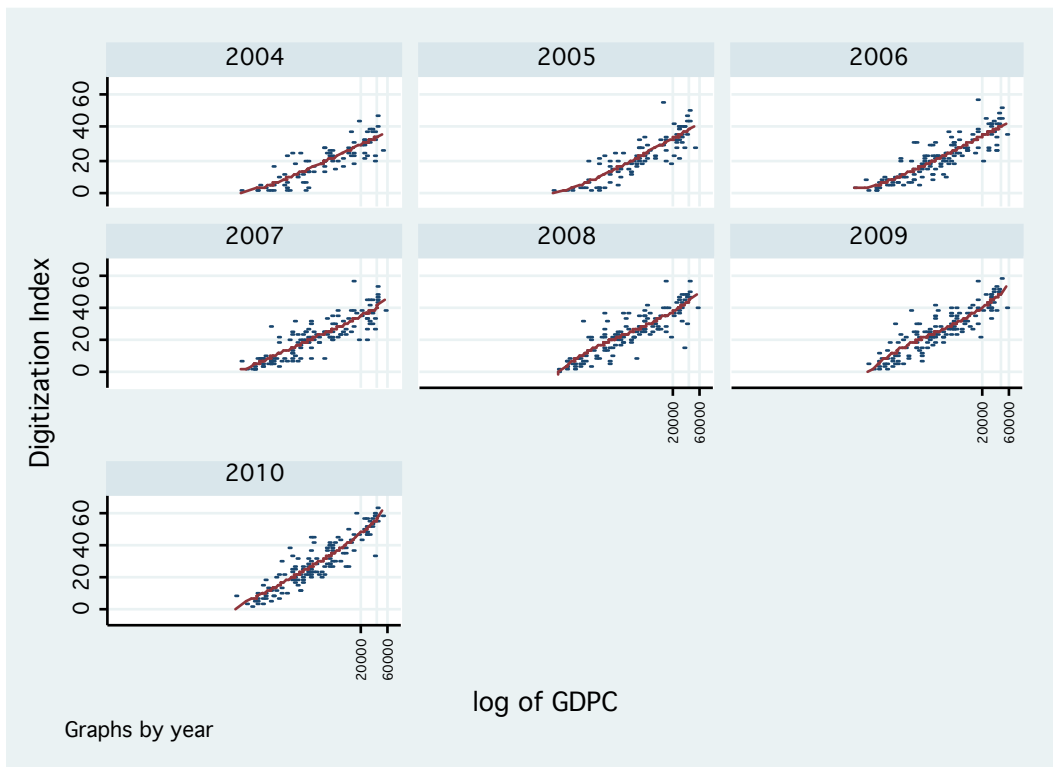 2004 2005 2006
0 20 40 60
2007 2008 2009
0 20 40 60
20000 60000 20000 60000
2010
0 20 40 60
20000 60000
Digitization Index
log of GDPC
Graphs by year